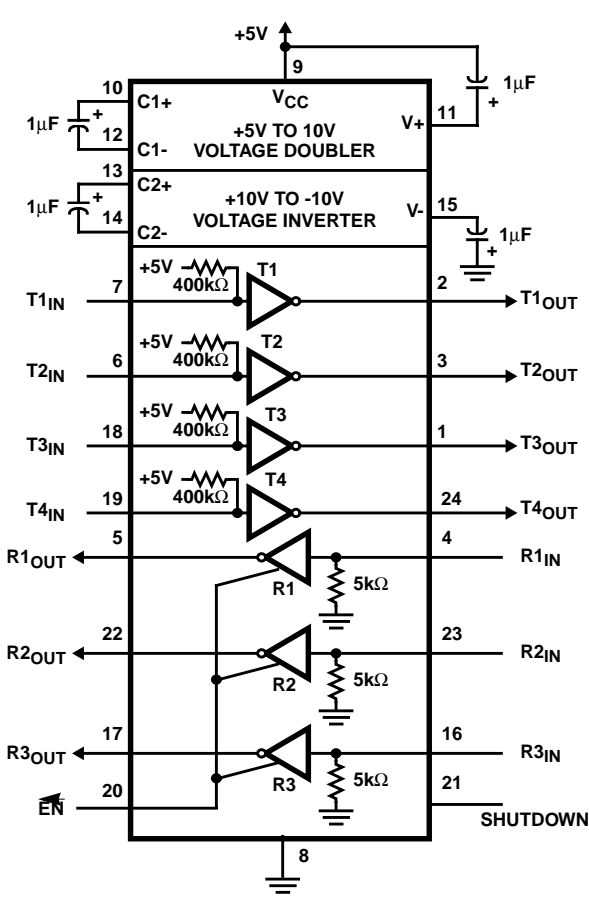 +5V
9
VCC
1μF
+
10
C1+
1μF
+
12
C1-
+5V TO 10V
VOLTAGE DOUBLER
V+
11
13
C2+
1μF
+
14
C2-
+10V TO -10V
VOLTAGE INVERTER
V-
15
1μF
+
+5V
400kΩ
T1
T1IN
7
2
T1OUT
+5V
400kΩ
T2
T2IN
6
3
T2OUT
+5V
400kΩ
T3
T3IN
18
1
T3OUT
+5V
400kΩ
T4
T4IN
19
24
T4OUT
R1OUT
5
R1
5kΩ
4
R1IN
R2OUT
22
R2
5kΩ
23
R2IN
R3OUT
17
R3
5kΩ
16
R3IN
EN
20
21
SHUTDOWN
8